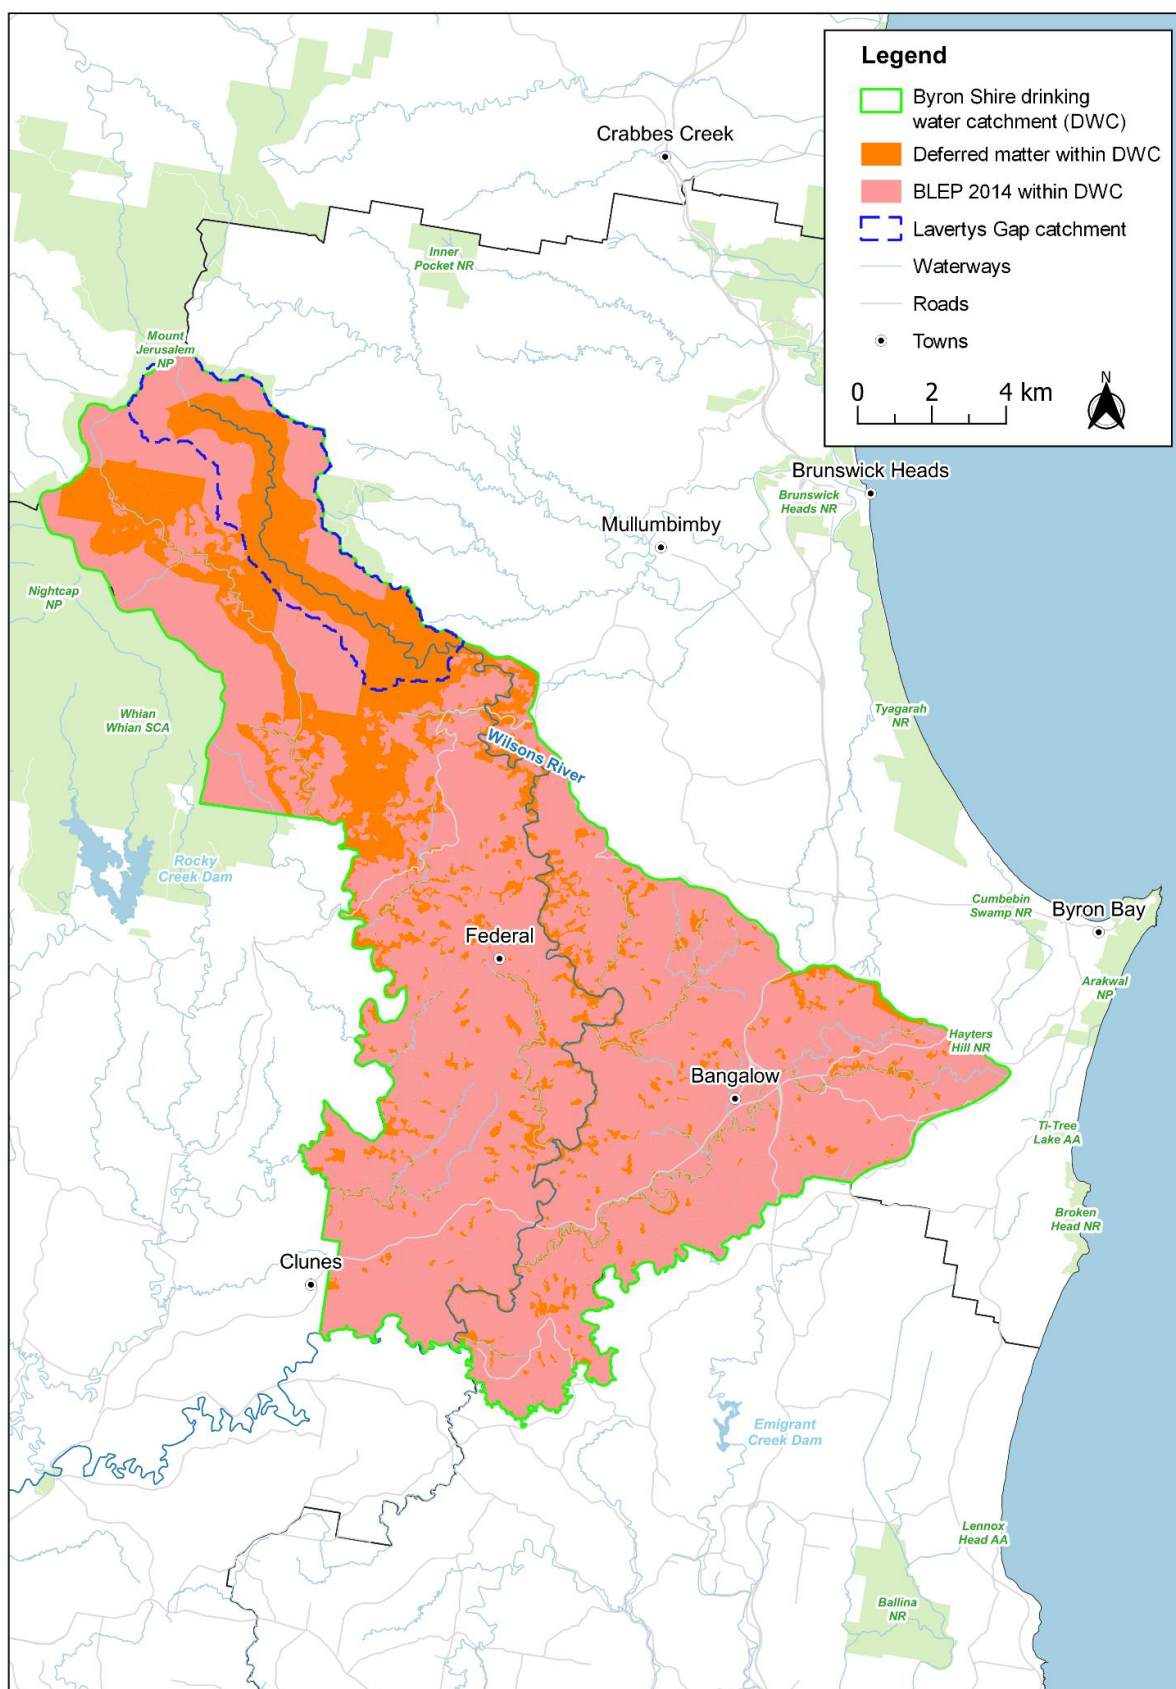 Legend
Byron Shire drinking
water catchment (DWC)
Deferred matter within DWC
BLEP 2014 within DWC
Lavertys Gap catchment
Waterways
Roads
Towns
0 2 4 km
N
Crabbes Creek
Inner
Pocket NR
Mount
Jerusalem
NP
Brunswick Heads
Brunswick
Heads NR
Mullumbimby
Nightcap
NP
Whian
Whian SCA
Tyagarah
NR
Wilsons River
Rocky
Creek Dam
Cumbebin
Swamp NR
Byron Bay
Federal
Arakwal
NP
Hayters
Hill NR
Bangalow
Ti-Tree
Lake AA
Broken
Head NR
Clunes
Emigrant
Creek Dam
Lennox
Head AA
Ballina
NR